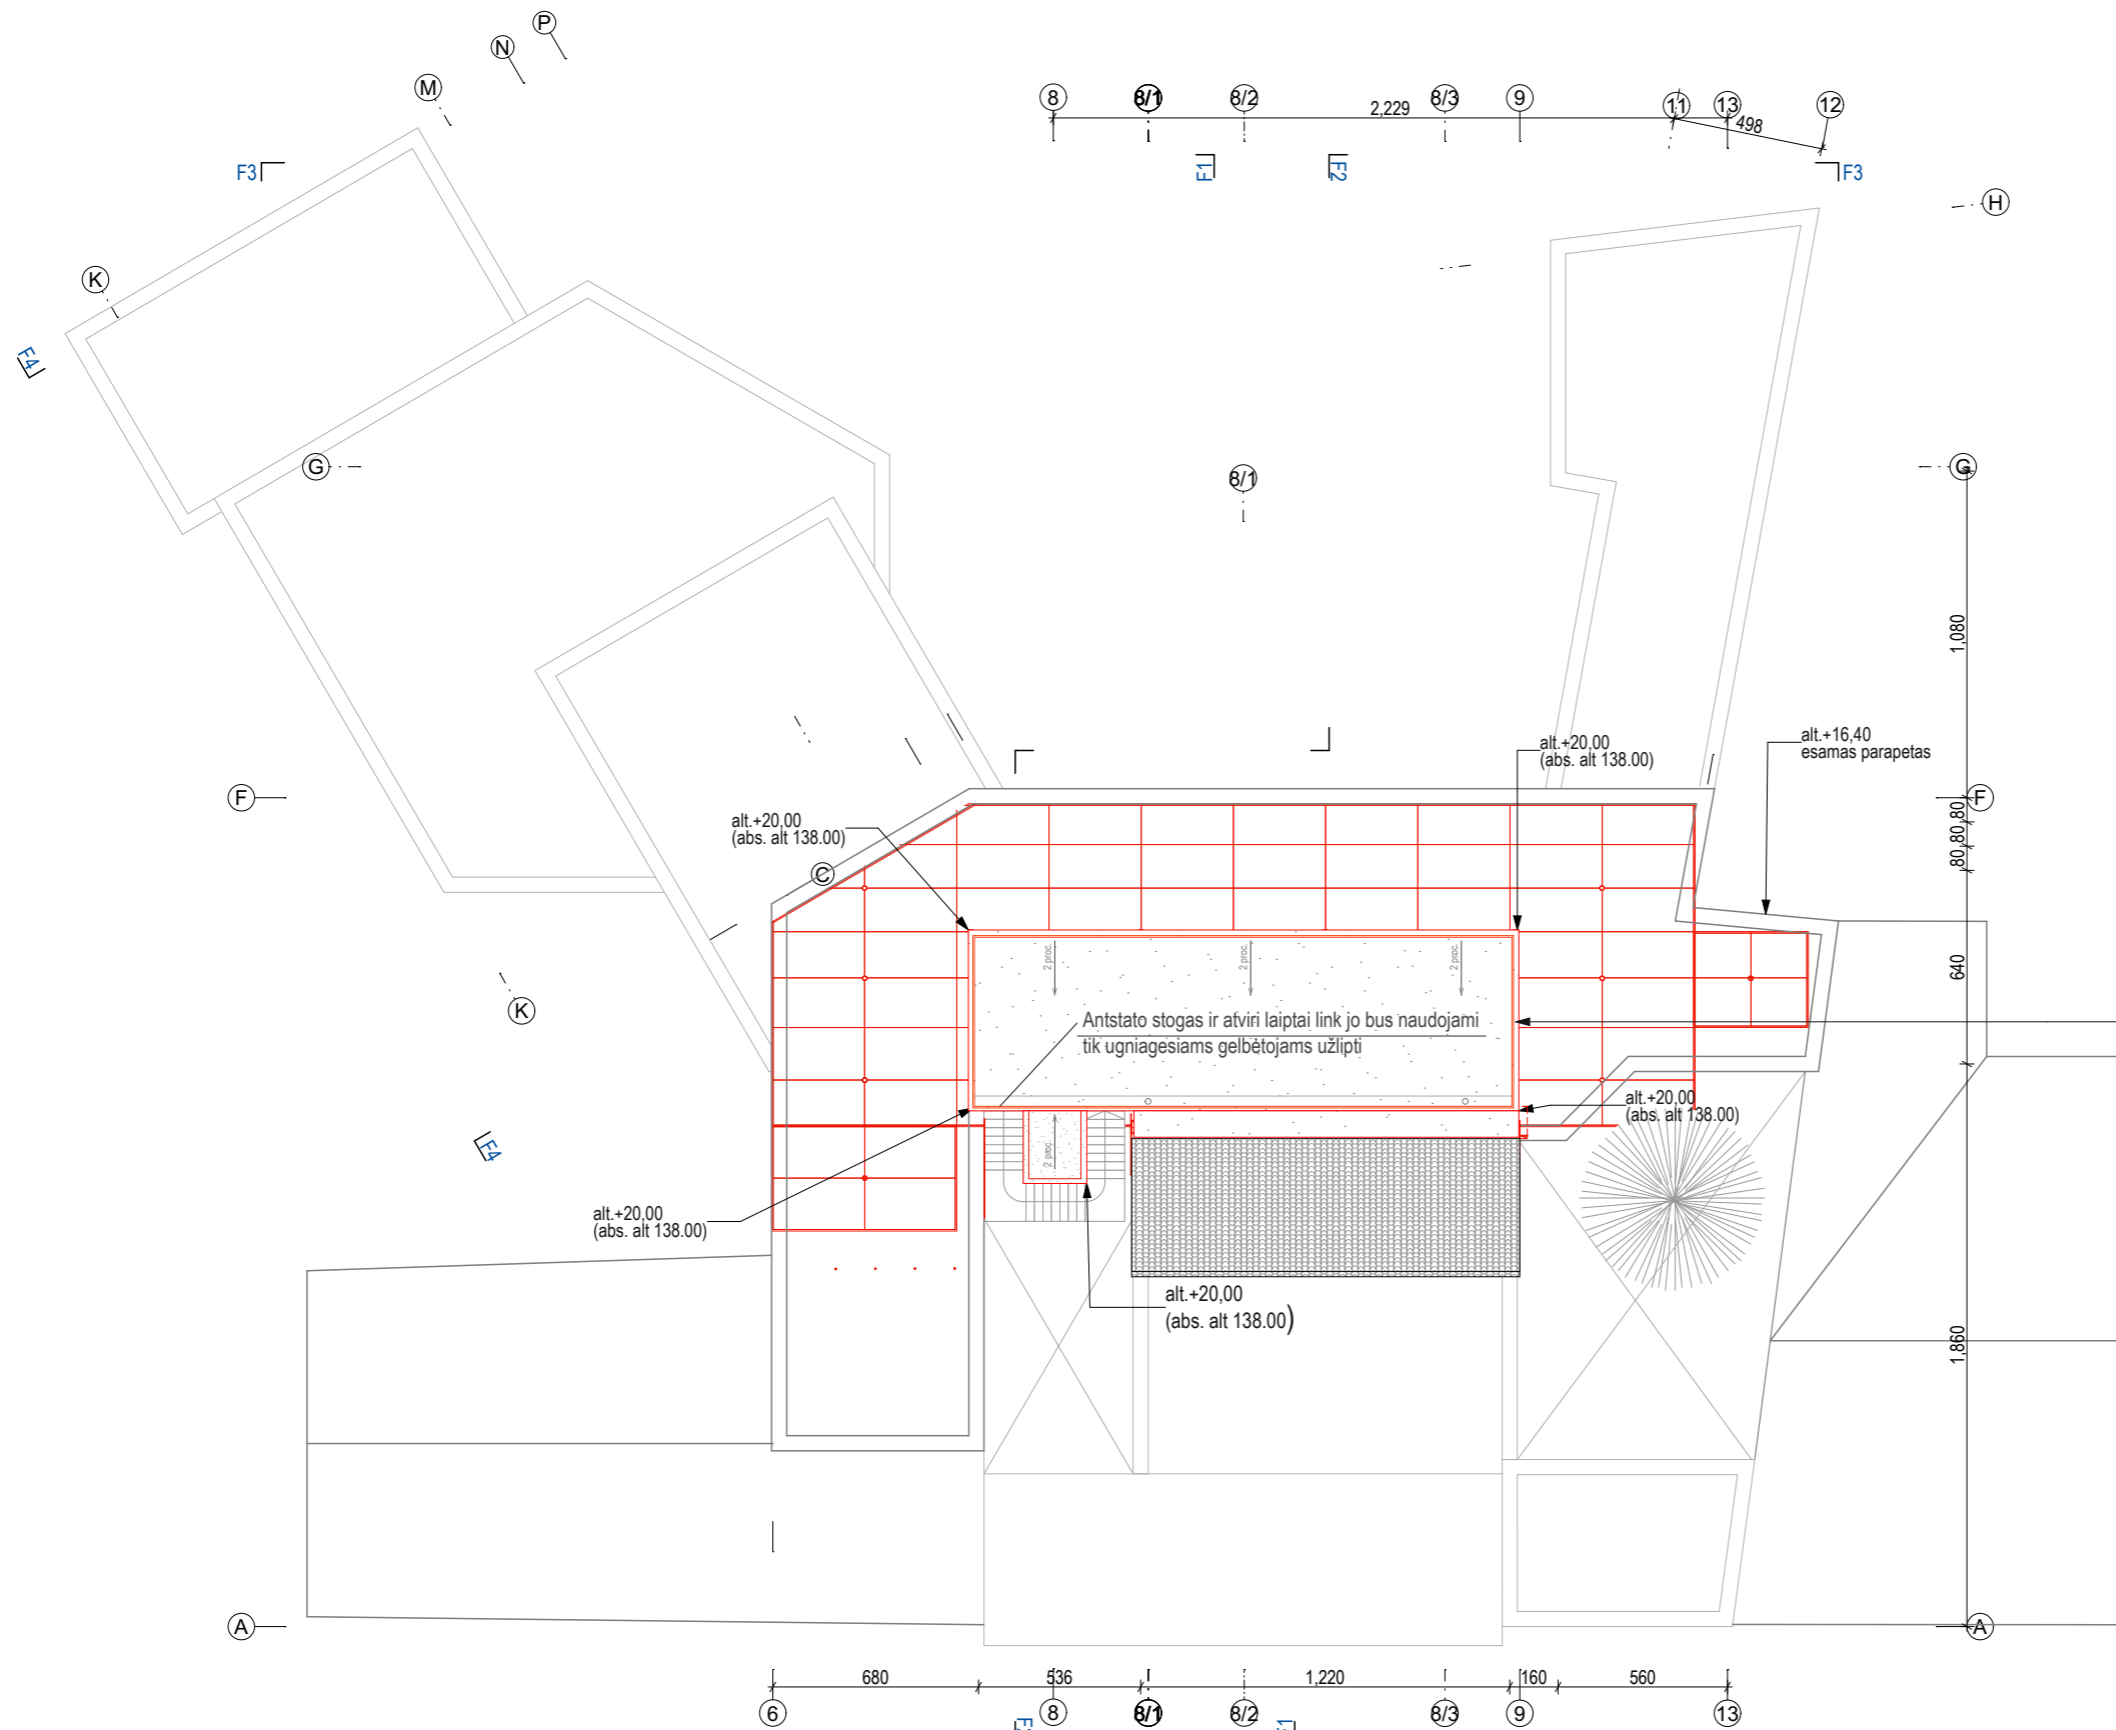 P
N
M
8
8/1
8/2
2,229
8/3
9
11
13
12
498
F3
F1
F2
F3
H
K
F4
G
8/1
G
1,080
alt.+16,40
esamas parapetas
alt.+20,00
(abs. alt 138.00)
F
F
80
80
80
alt.+20,00
(abs. alt 138.00)
C
2 proc.
2 proc.
2 proc.
640
K
Antstato stogas ir atviri laiptai link jo bus naudojami
tik ugniagesiams gelbėtojams užlipti
alt.+20,00
(abs. alt 138.00)
F4
2 proc.
alt.+20,00
(abs. alt 138.00)
alt.+20,00
(abs. alt 138.00)
1,860
A
A
680
536
1,220
160
560
6
8
8/1
8/2
8/3
9
13